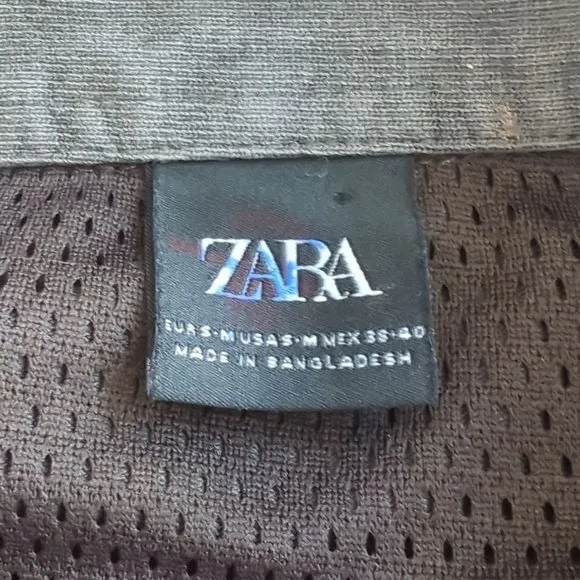 ZARA
EUR S-M USA S-M MEX 38-40
MADE IN BANGLADESH